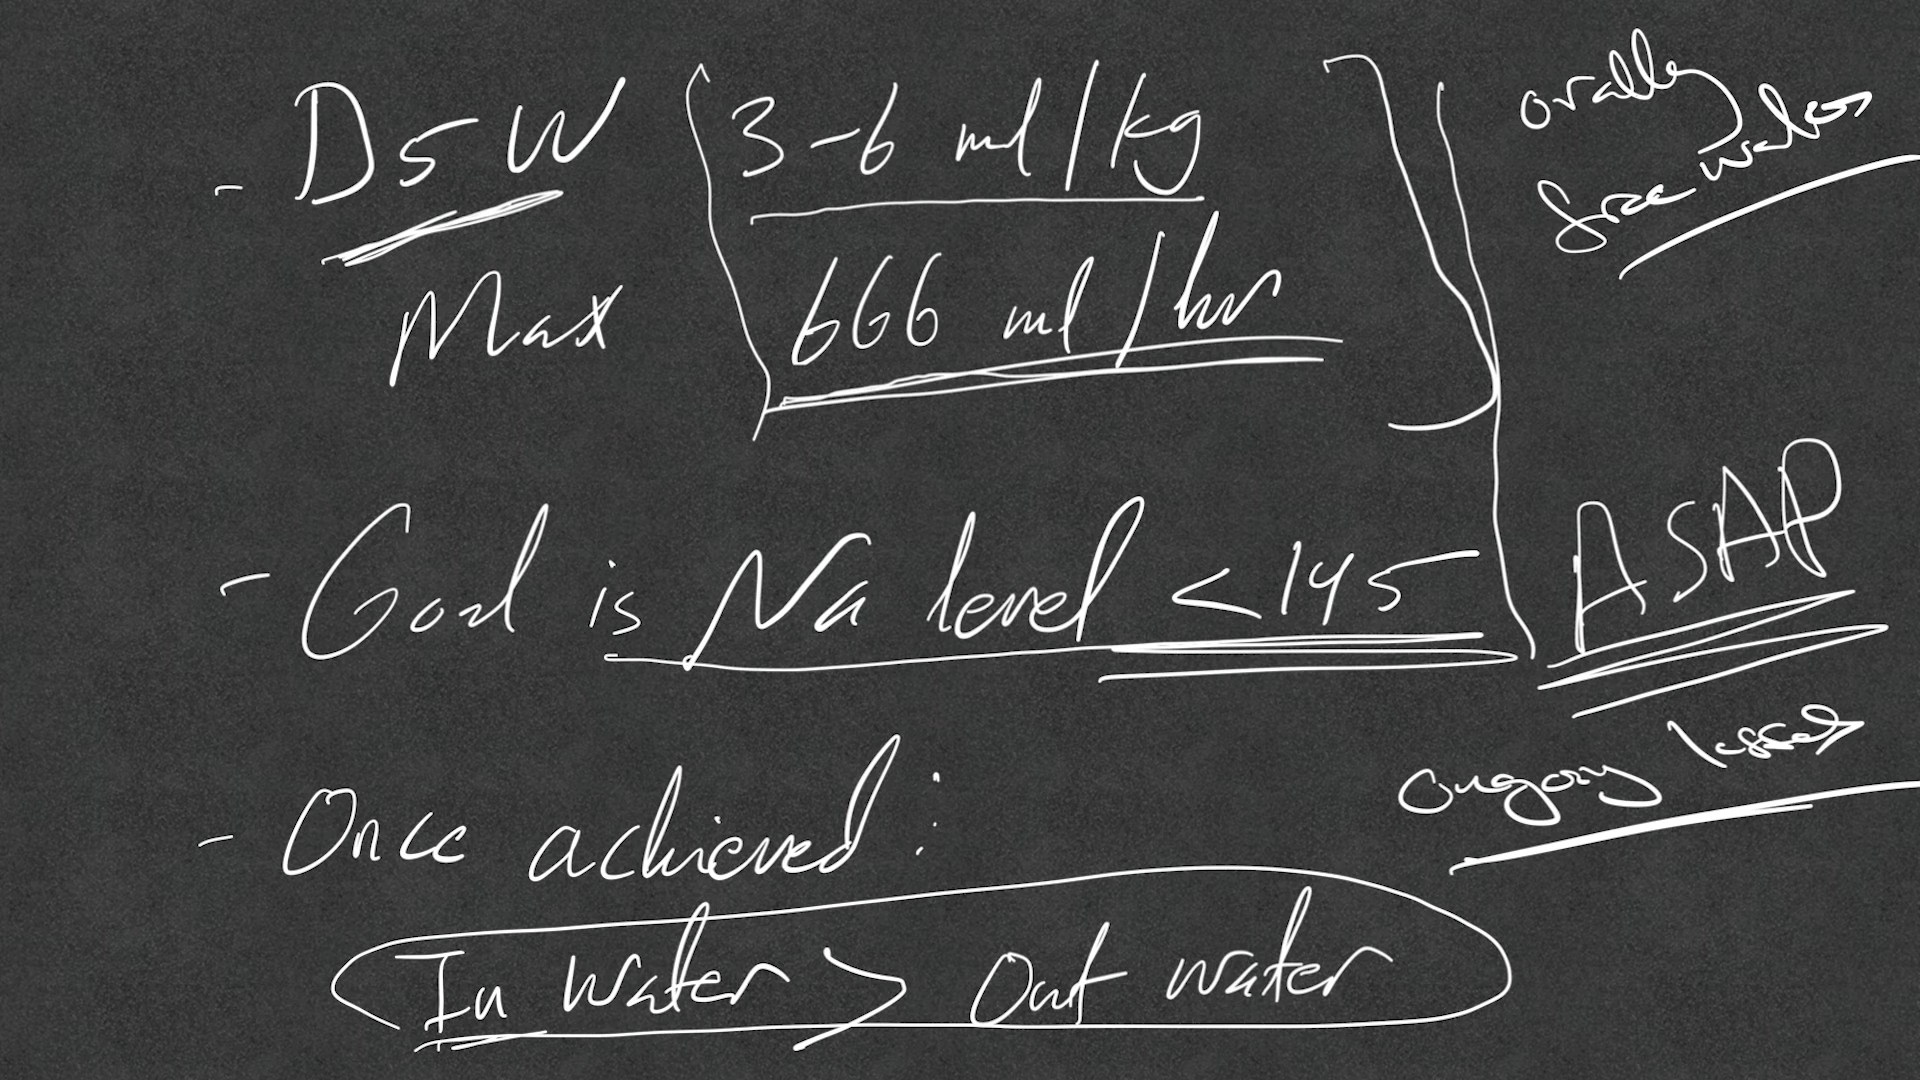 - D5W 3-6 ml/kg
Max 666 ml/hr
orally
free water
- Goal is Na level <145
ASAP
- Once achieved:
ongoing losses
In water > Out water